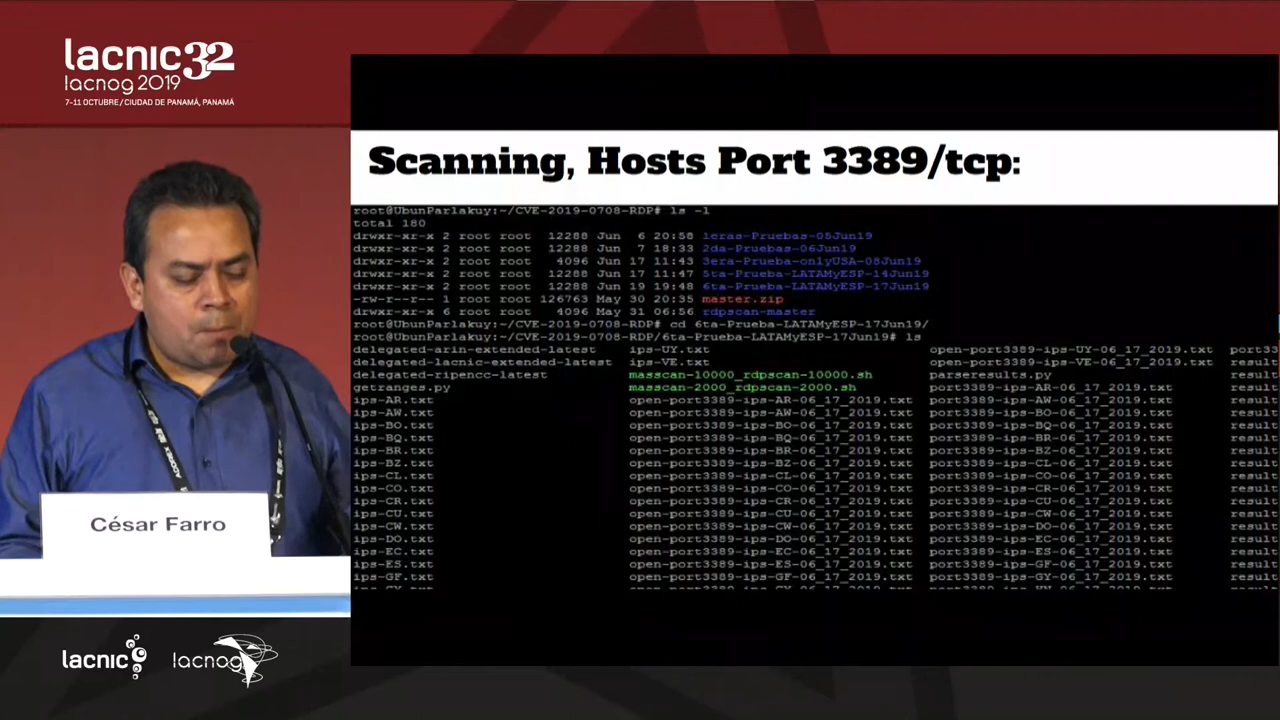 lacnic32
lacnog 2019
7-11 OCTUBRE / CIUDAD DE PANAMÁ, PANAMÁ
Scanning, Hosts Port 3389/tcp:
root@UbunParlakuy:~/CVE-2019-0708-RDP# ls -l
total 180
drwxr-xr-x 2 root root 12288 Jun 6 20:58 1eras-Pruebas-05Jun19
drwxr-xr-x 2 root root 12288 Jun 7 18:33 2da-Pruebas-06Jun19
drwxr-xr-x 2 root root 4096 Jun 17 11:43 3era-Pruebas-onlyUSA-08Jun19
drwxr-xr-x 2 root root 12288 Jun 17 11:47 5ta-Prueba-LATAMyESP-14Jun19
drwxr-xr-x 2 root root 12288 Jun 19 19:48 6ta-Prueba-LATAMyESP-17Jun19
-rw-r--r-- 1 root root 126763 May 30 20:35 master.zip
drwxr-xr-x 6 root root 4096 May 31 06:56 rdpscan-master
root@UbunParlakuy:~/CVE-2019-0708-RDP# cd 6ta-Prueba-LATAMyESP-17Jun19/
root@UbunParlakuy:~/CVE-2019-0708-RDP/6ta-Prueba-LATAMyESP-17Jun19# ls
delegated-arin-extended-latest ips-UY.txt open-port3389-ips-UY-06_17_2019.txt port33
delegated-lacnic-extended-latest ips-VE.txt open-port3389-ips-VE-06_17_2019.txt result
delegated-ripencc-latest masscan-10000_rdpscan-10000.sh parseresults.py result
getranges.py masscan-2000_rdpscan-2000.sh port3389-ips-AR-06_17_2019.txt result
ips-AR.txt open-port3389-ips-AR-06_17_2019.txt port3389-ips-AW-06_17_2019.txt result
ips-AW.txt open-port3389-ips-AW-06_17_2019.txt port3389-ips-BO-06_17_2019.txt result
ips-BO.txt open-port3389-ips-BO-06_17_2019.txt port3389-ips-BQ-06_17_2019.txt result
ips-BQ.txt open-port3389-ips-BQ-06_17_2019.txt port3389-ips-BR-06_17_2019.txt result
ips-BR.txt open-port3389-ips-BR-06_17_2019.txt port3389-ips-BZ-06_17_2019.txt result
ips-BZ.txt open-port3389-ips-BZ-06_17_2019.txt port3389-ips-CL-06_17_2019.txt result
ips-CL.txt open-port3389-ips-CL-06_17_2019.txt port3389-ips-CO-06_17_2019.txt result
ips-CO.txt open-port3389-ips-CO-06_17_2019.txt port3389-ips-CR-06_17_2019.txt result
ips-CR.txt open-port3389-ips-CR-06_17_2019.txt port3389-ips-CU-06_17_2019.txt result
ips-CU.txt open-port3389-ips-CU-06_17_2019.txt port3389-ips-CW-06_17_2019.txt result
ips-CW.txt open-port3389-ips-CW-06_17_2019.txt port3389-ips-DO-06_17_2019.txt result
ips-DO.txt open-port3389-ips-DO-06_17_2019.txt port3389-ips-EC-06_17_2019.txt result
ips-EC.txt open-port3389-ips-EC-06_17_2019.txt port3389-ips-ES-06_17_2019.txt result
ips-ES.txt open-port3389-ips-ES-06_17_2019.txt port3389-ips-GF-06_17_2019.txt result
ips-GF.txt open-port3389-ips-GF-06_17_2019.txt port3389-ips-GY-06_17_2019.txt result
César Farro
lacnic
lacnog